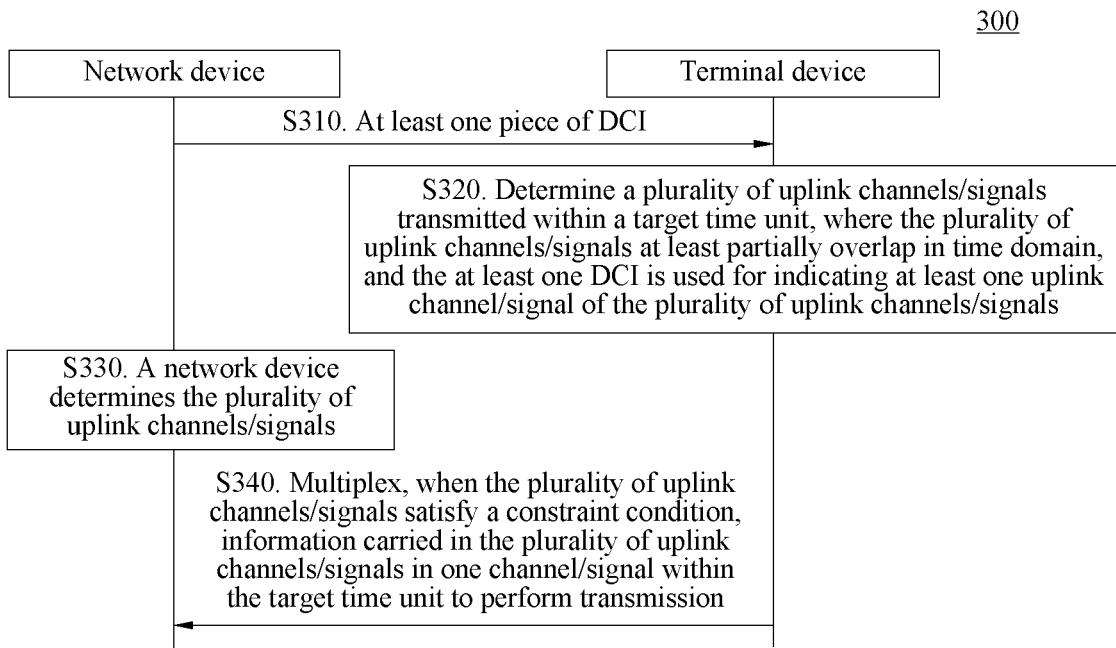 300
Network device
Terminal device
S310. At least one piece of DCI
S320. Determine a plurality of uplink channels/signals
transmitted within a target time unit, where the plurality of
uplink channels/signals at least partially overlap in time domain,
and the at least one DCI is used for indicating at least one uplink
channel/signal of the plurality of uplink channels/signals
S330. A network device
determines the plurality of
uplink channels/signals
S340. Multiplex, when the plurality of uplink
channels/signals satisfy a constraint condition,
information carried in the plurality of uplink
channels/signals in one channel/signal within
the target time unit to perform transmission